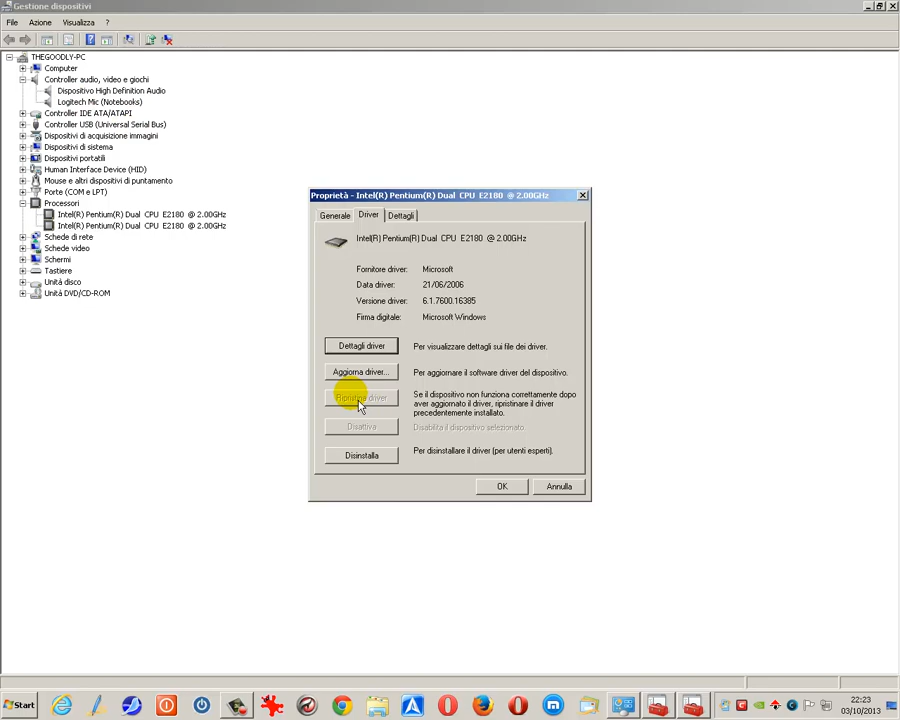 Gestione dispositivi
File Azione Visualizza ?
THEGOODLY-PC
Computer
Controller audio, video e giochi
Dispositivo High Definition Audio
Logitech Mic (Notebooks)
Controller IDE ATA/ATAPI
Controller USB (Universal Serial Bus)
Dispositivi di acquisizione immagini
Dispositivi di sistema
Dispositivi portatili
Human Interface Device (HID)
Mouse e altri dispositivi di puntamento
Porte (COM e LPT)
Processori
Intel(R) Pentium(R) Dual CPU E2180 @ 2.00GHz
Intel(R) Pentium(R) Dual CPU E2180 @ 2.00GHz
Schede di rete
Schede video
Schermi
Tastiere
Unità disco
Unità DVD/CD-ROM
Proprietà - Intel(R) Pentium(R) Dual CPU E2180 @ 2.00GHz
Generale Driver Dettagli
Intel(R) Pentium(R) Dual CPU E2180 @ 2.00GHz
Fornitore driver: Microsoft
Data driver: 21/06/2006
Versione driver: 6.1.7600.16385
Firma digitale: Microsoft Windows
Dettagli driver Per visualizzare dettagli sui file dei driver.
Aggiorna driver... Per aggiornare il software driver del dispositivo.
Ripristina driver
Se il dispositivo non funziona correttamente dopo
aver aggiornato il driver, ripristinare il driver
precedentemente installato.
Disattiva Disabilita il dispositivo selezionato.
Disinstalla Per disinstallare il driver (per utenti esperti).
OK Annulla
Start
22:23
03/10/2013